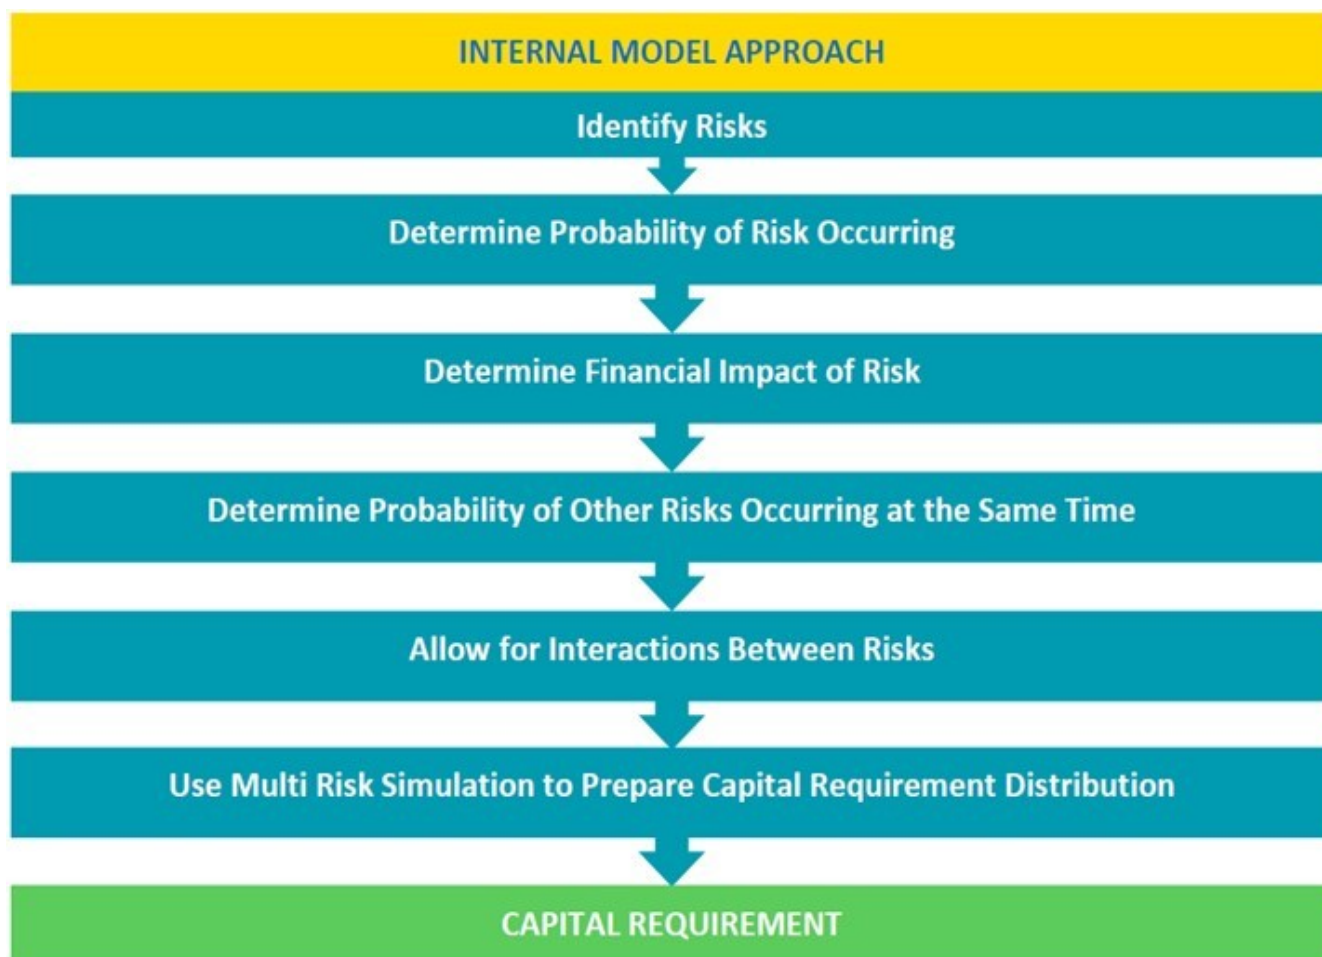 INTERNAL MODEL APPROACH
Identify Risks
Determine Probability of Risk Occurring
Determine Financial Impact of Risk
Determine Probability of Other Risks Occurring at the Same Time
Allow for Interactions Between Risks
Use Multi Risk Simulation to Prepare Capital Requirement Distribution
CAPITAL REQUIREMENT